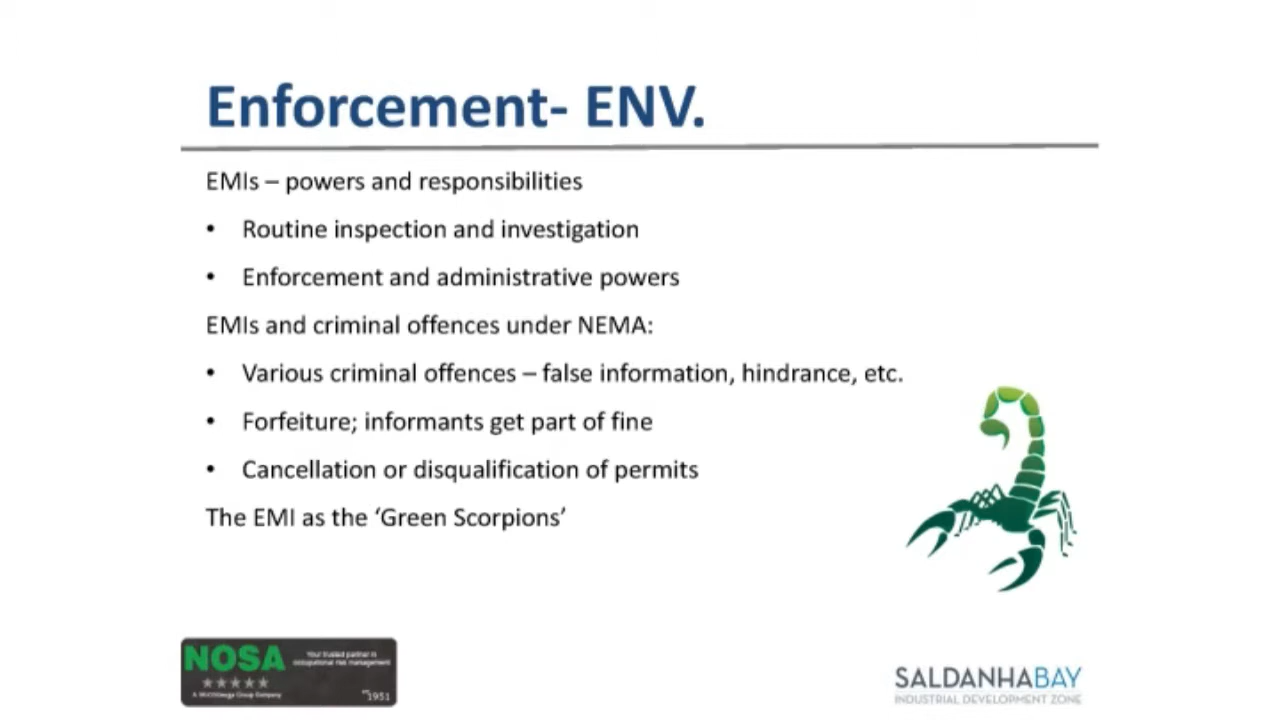 Enforcement- ENV.
EMIs – powers and responsibilities
• Routine inspection and investigation
• Enforcement and administrative powers
EMIs and criminal offences under NEMA:
• Various criminal offences – false information, hindrance, etc.
• Forfeiture; informants get part of fine
• Cancellation or disqualification of permits
The EMI as the ‘Green Scorpions’
NOSA
Your trusted partner in
occupational risk management
A MICROmega Group Company
1951
SALDANHABAY
INDUSTRIAL DEVELOPMENT ZONE